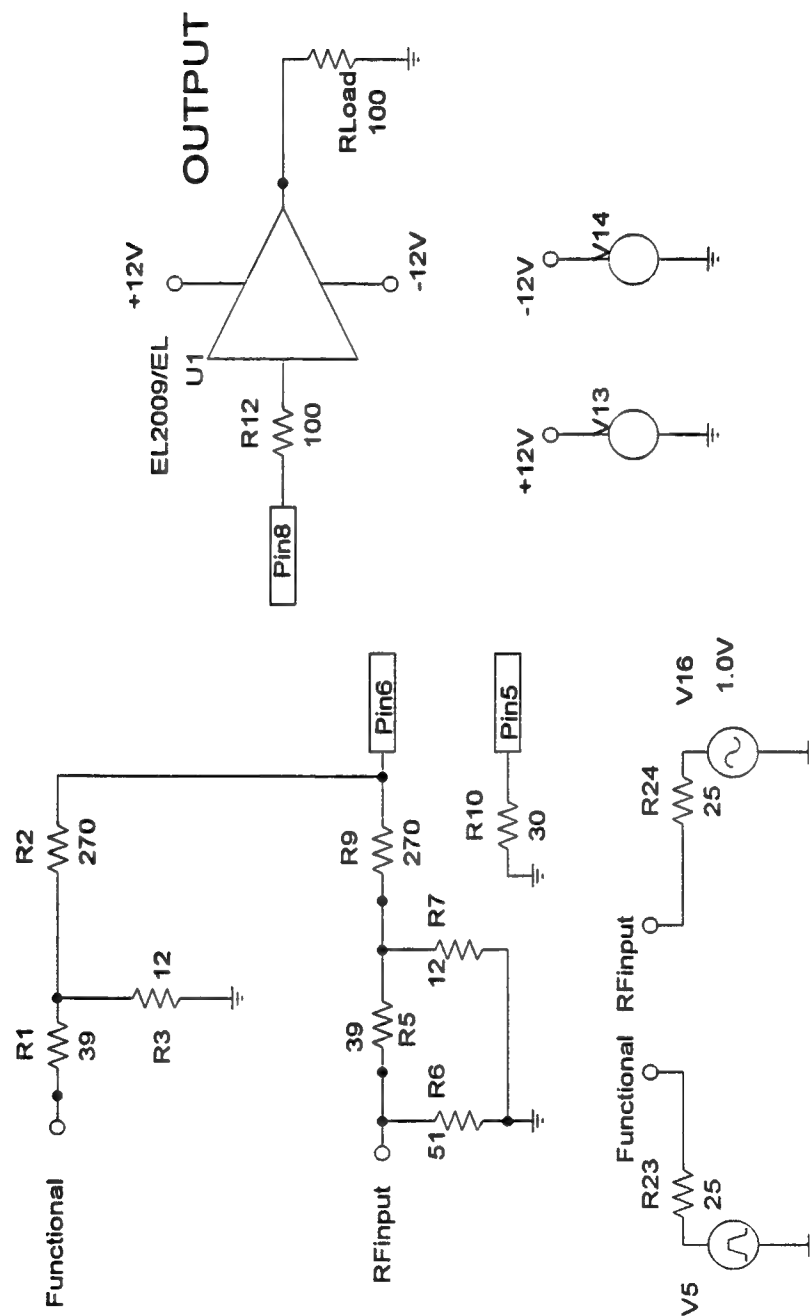 Functional
R1
39
R3
12
R2
270
RFinput
51
R6
39
R5
12
R7
R9
270
Pin6
R10
30
Pin5
Pin8
R12
100
EL2009/EL
U1
+12V
-12V
OUTPUT
RLoad
100
V5
R23
25
Functional
RFinput
R24
25
V16
1.0V
+12V
V13
-12V
V14